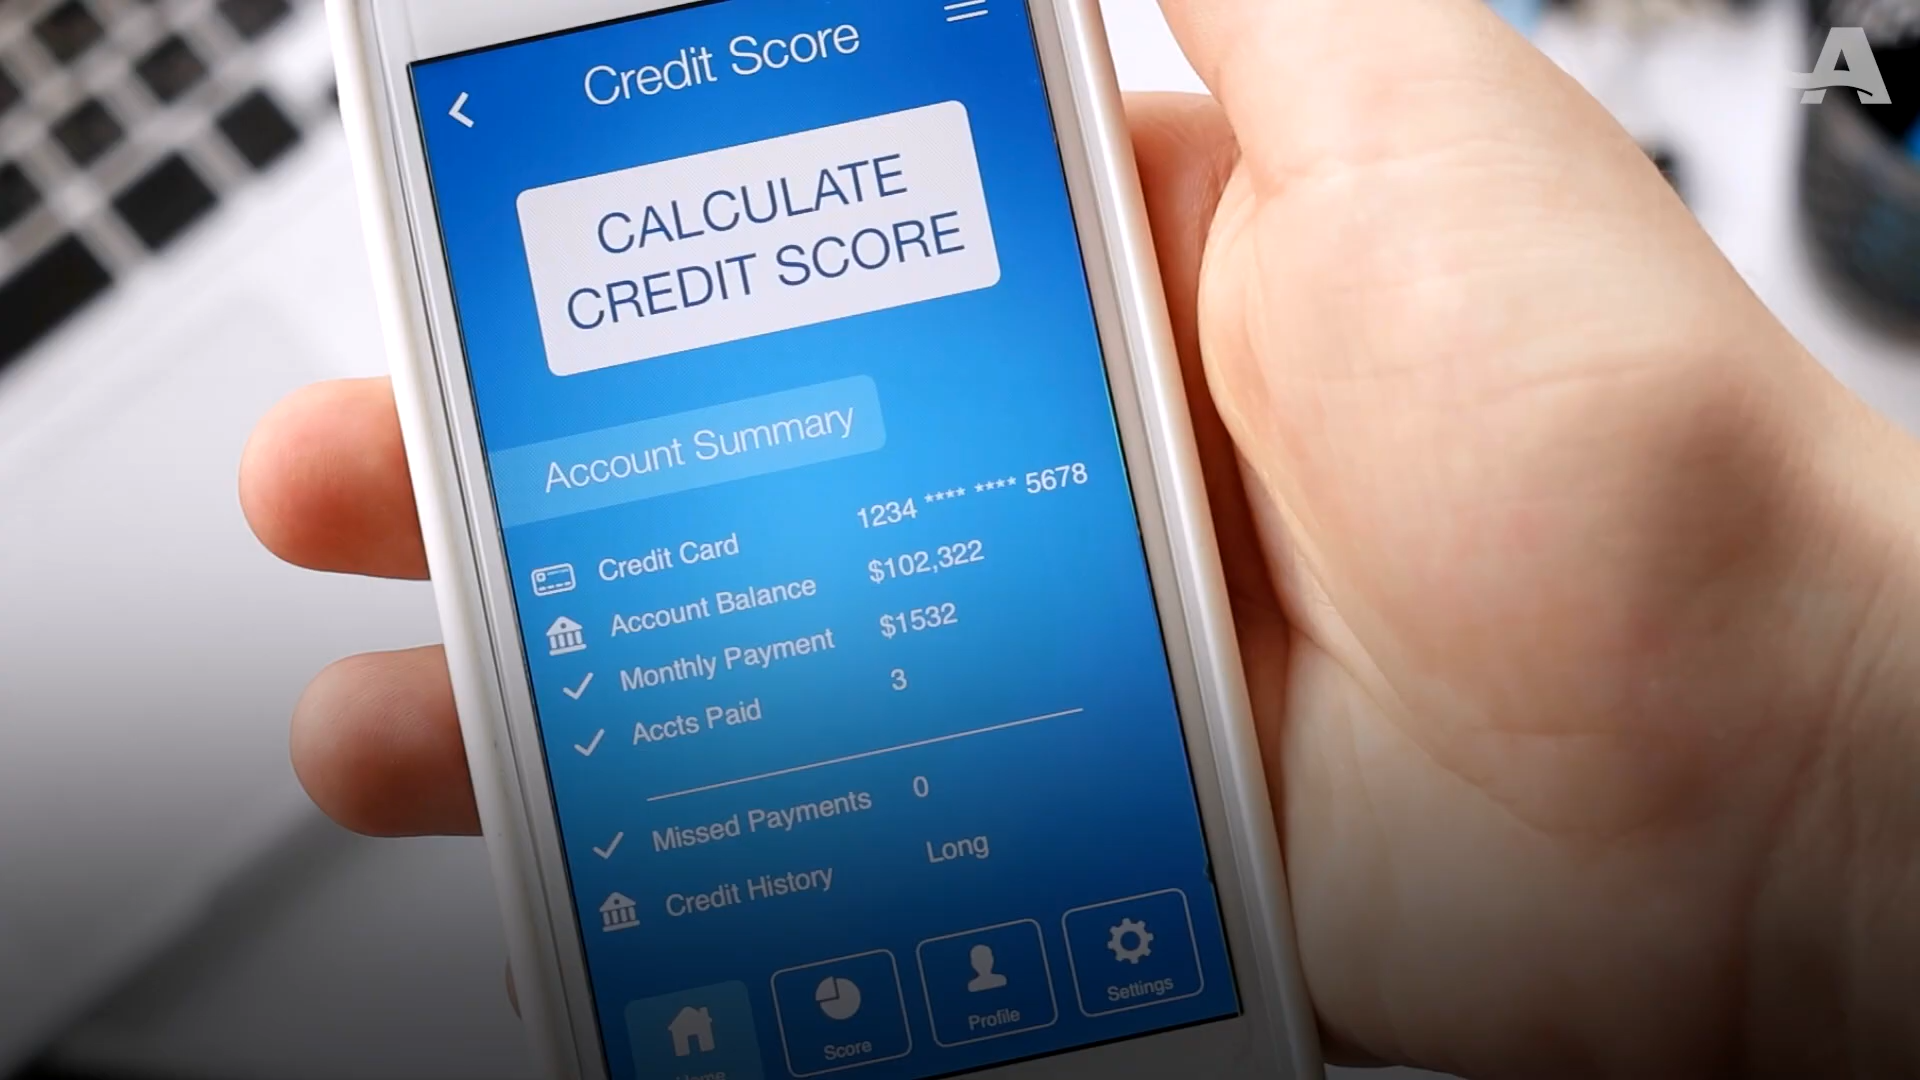 Credit Score
CALCULATE
CREDIT SCORE
Account Summary
Credit Card 1234 **** **** 5678
Account Balance $102,322
Monthly Payment $1532
Accts Paid 3
Missed Payments 0
Credit History Long
Home Score Profile Settings
A